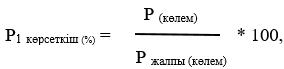 P (көлем)
P1 көрсеткіш (%) = * 100,
P жалпы (көлем)